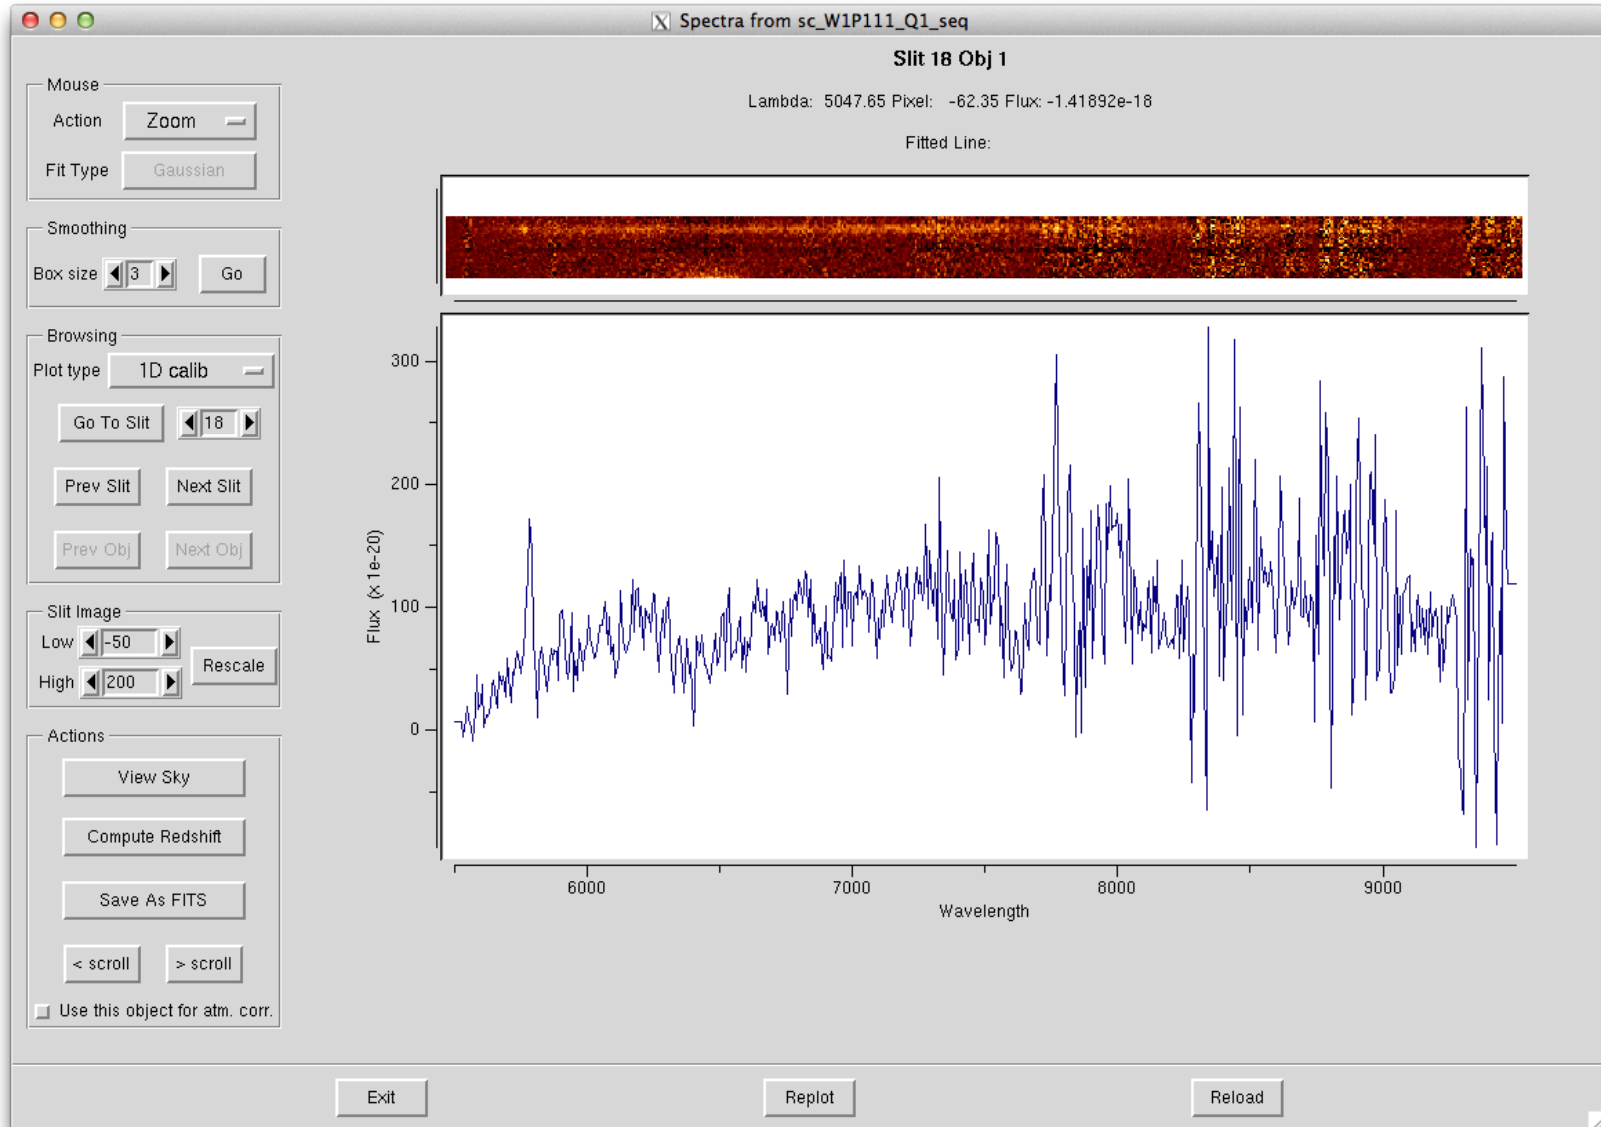 Spectra from sc_W1P111_Q1_seq
Slit 18 Obj 1
Lambda: 5047.65 Pixel: -62.35 Flux: -1.41892e-18
Fitted Line:
Mouse
Action Zoom
Fit Type Gaussian
Smoothing
Box size 3 Go
Browsing
Plot type 1D calib
Go To Slit 18
Prev Slit Next Slit
Prev Obj Next Obj
Slit Image
Low -50
High 200
Rescale
Actions
View Sky
Compute Redshift
Save As FITS
< scroll > scroll
Use this object for atm. corr.
Flux (x 1e-20)
300
200
100
0
6000 7000 8000 9000
Wavelength
Exit Replot Reload